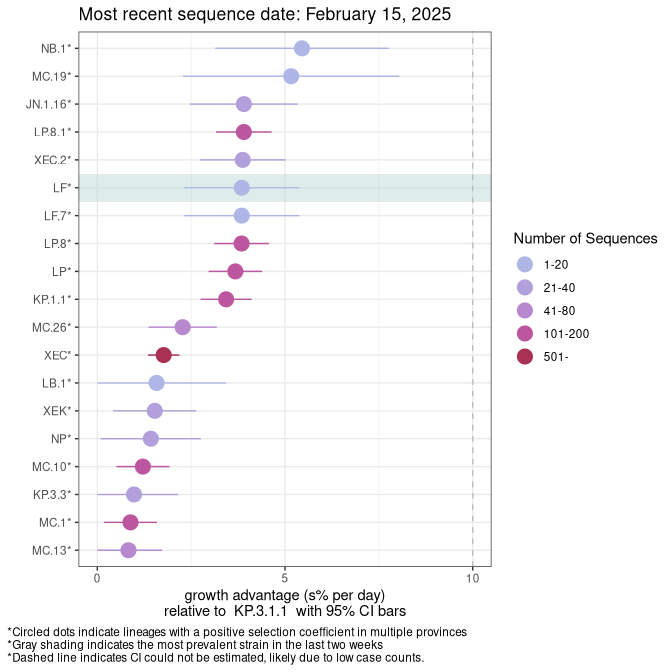 Most recent sequence date: February 15, 2025
NB.1*
MC.19*
JN.1.16*
LP.8.1*
XEC.2*
LF*
LF.7*
LP.8*
LP*
KP.1.1*
MC.26*
XEC*
LB.1*
XEK*
NP*
MC.10*
KP.3.3*
MC.1*
MC.13*
0 5 10
growth advantage (s% per day)
relative to KP.3.1.1 with 95% CI bars
Number of Sequences
1-20
21-40
41-80
101-200
501-
*Circled dots indicate lineages with a positive selection coefficient in multiple provinces
*Gray shading indicates the most prevalent strain in the last two weeks
*Dashed line indicates CI could not be estimated, likely due to low case counts.